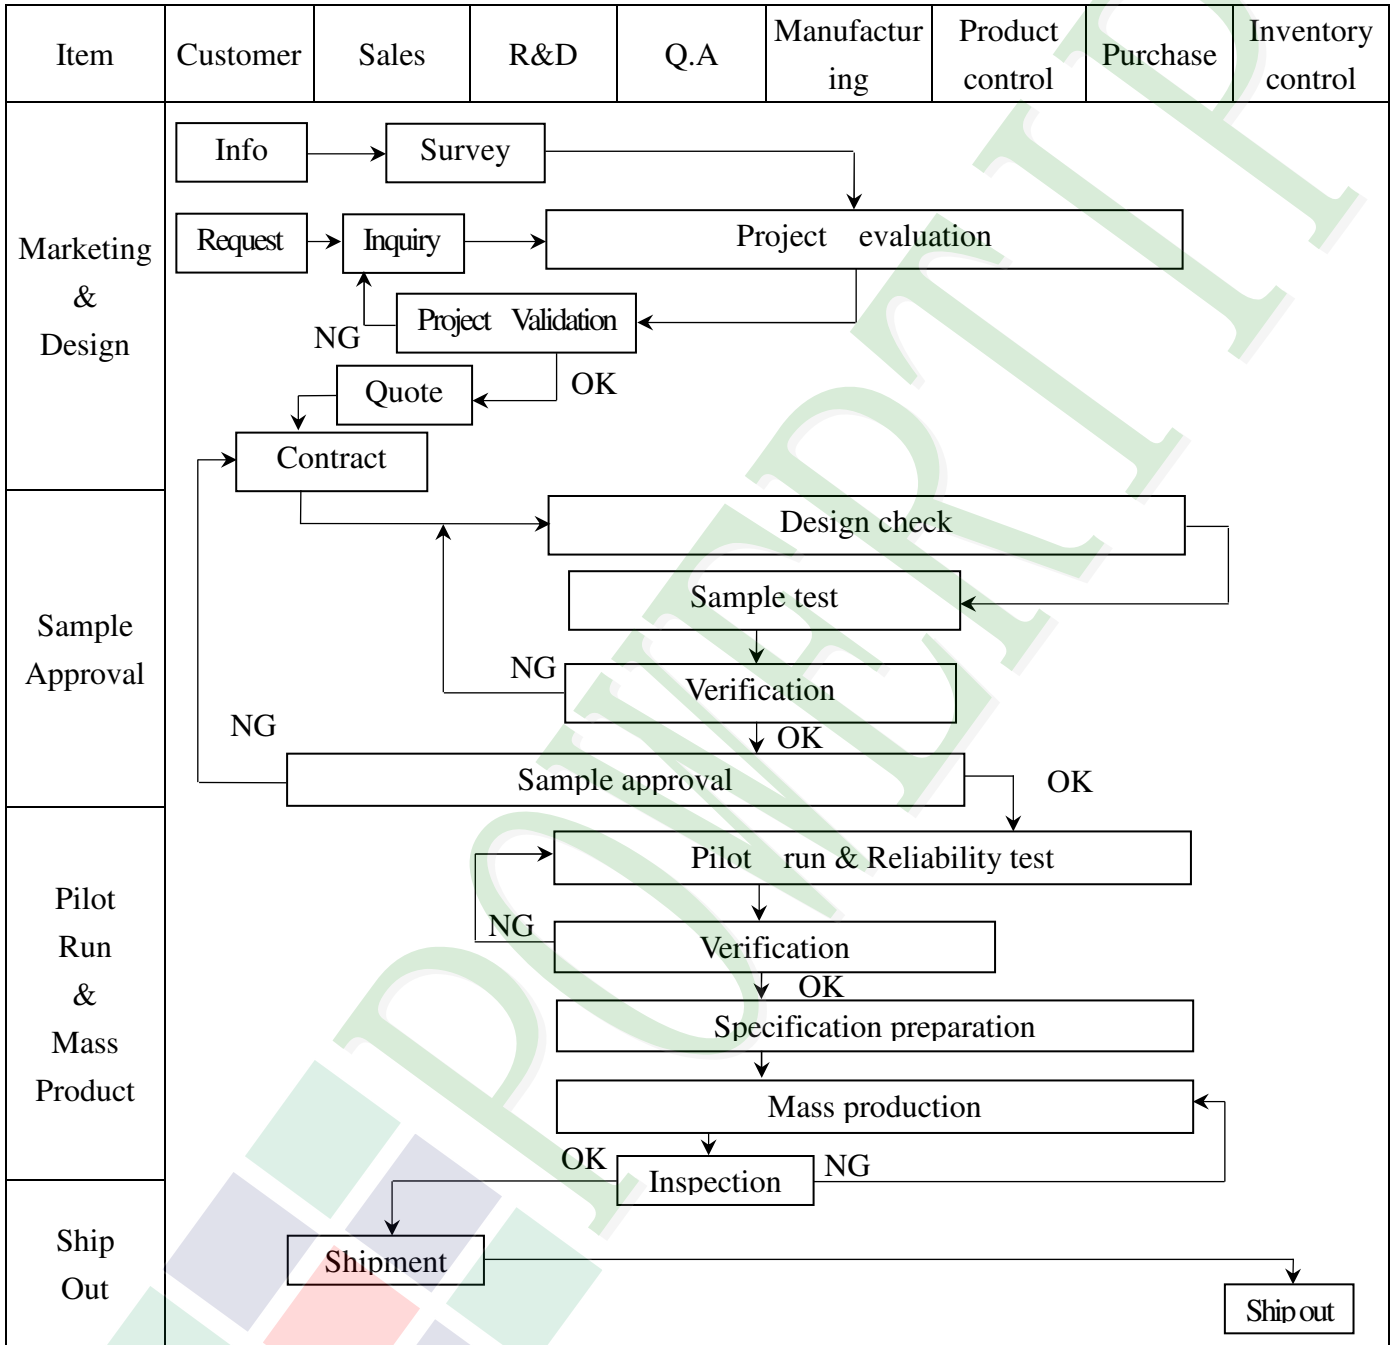 Item
Customer
Sales
R&D
Q.A
Manufactur
ing
Product
control
Purchase
Inventory
control
Marketing
&
Design
Info
Survey
Request
Inquiry
Project evaluation
NG
Project Validation
Quote
OK
Contract
Sample
Approval
Design check
Sample test
NG
Verification
NG
OK
Sample approval
OK
Pilot
Run
&
Mass
Product
Pilot run & Reliability test
NG
Verification
OK
Specification preparation
Mass production
OK
Inspection
NG
Ship
Out
Shipment
Ship out
POWERTIP